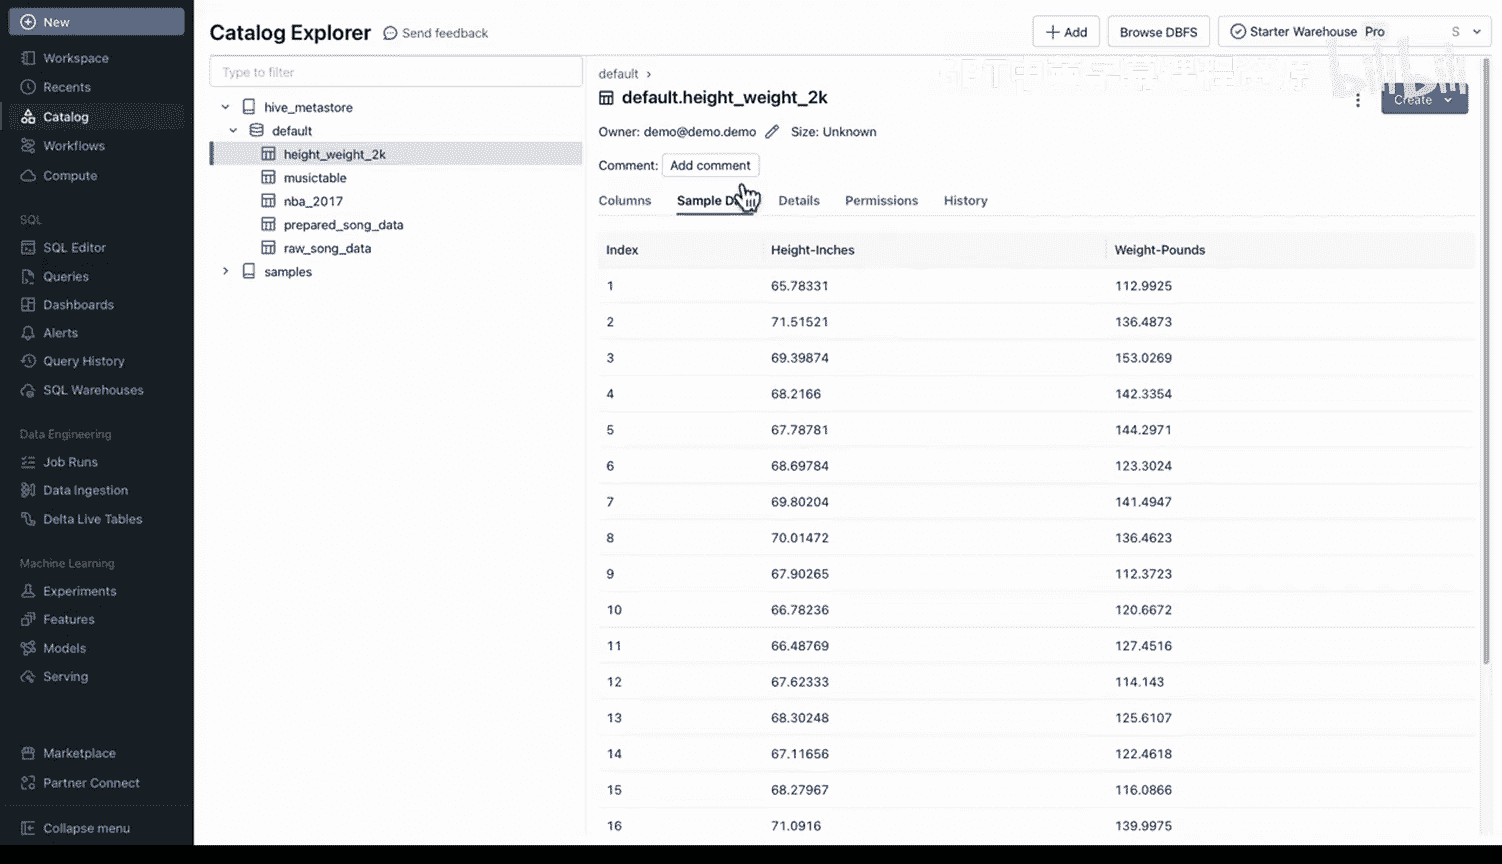 New
Workspace
Recents
Catalog
Workflows
Compute
SQL
SQL Editor
Queries
Dashboards
Alerts
Query History
SQL Warehouses
Data Engineering
Job Runs
Data Ingestion
Delta Live Tables
Machine Learning
Experiments
Features
Models
Serving
Marketplace
Partner Connect
Collapse menu
Catalog Explorer
Send feedback
Add
Browse DBFS
Starter Warehouse Pro S
Type to filter
hive_metastore
default
height_weight_2k
musictable
nba_2017
prepared_song_data
raw_song_data
samples
default ›
default.height_weight_2k
Create
bilibili
Owner: demo@demo.demo Size: Unknown
Comment: Add comment
Columns Sample Details Permissions History
Index Height-Inches Weight-Pounds
1 65.78331 112.9925
2 71.51521 136.4873
3 69.39874 153.0269
4 68.2166 142.3354
5 67.78781 144.2971
6 68.69784 123.3024
7 69.80204 141.4947
8 70.01472 136.4623
9 67.90265 112.3723
10 66.78236 120.6672
11 66.48769 127.4516
12 67.62333 114.143
13 68.30248 125.6107
14 67.11656 122.4618
15 68.27967 116.0866
16 71.0916 139.9975